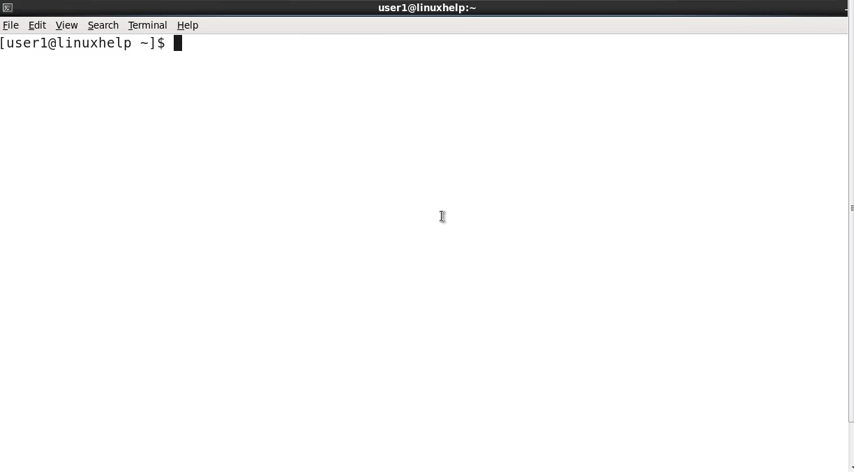 user1@linuxhelp:~
File Edit View Search Terminal Help
[user1@linuxhelp ~]$